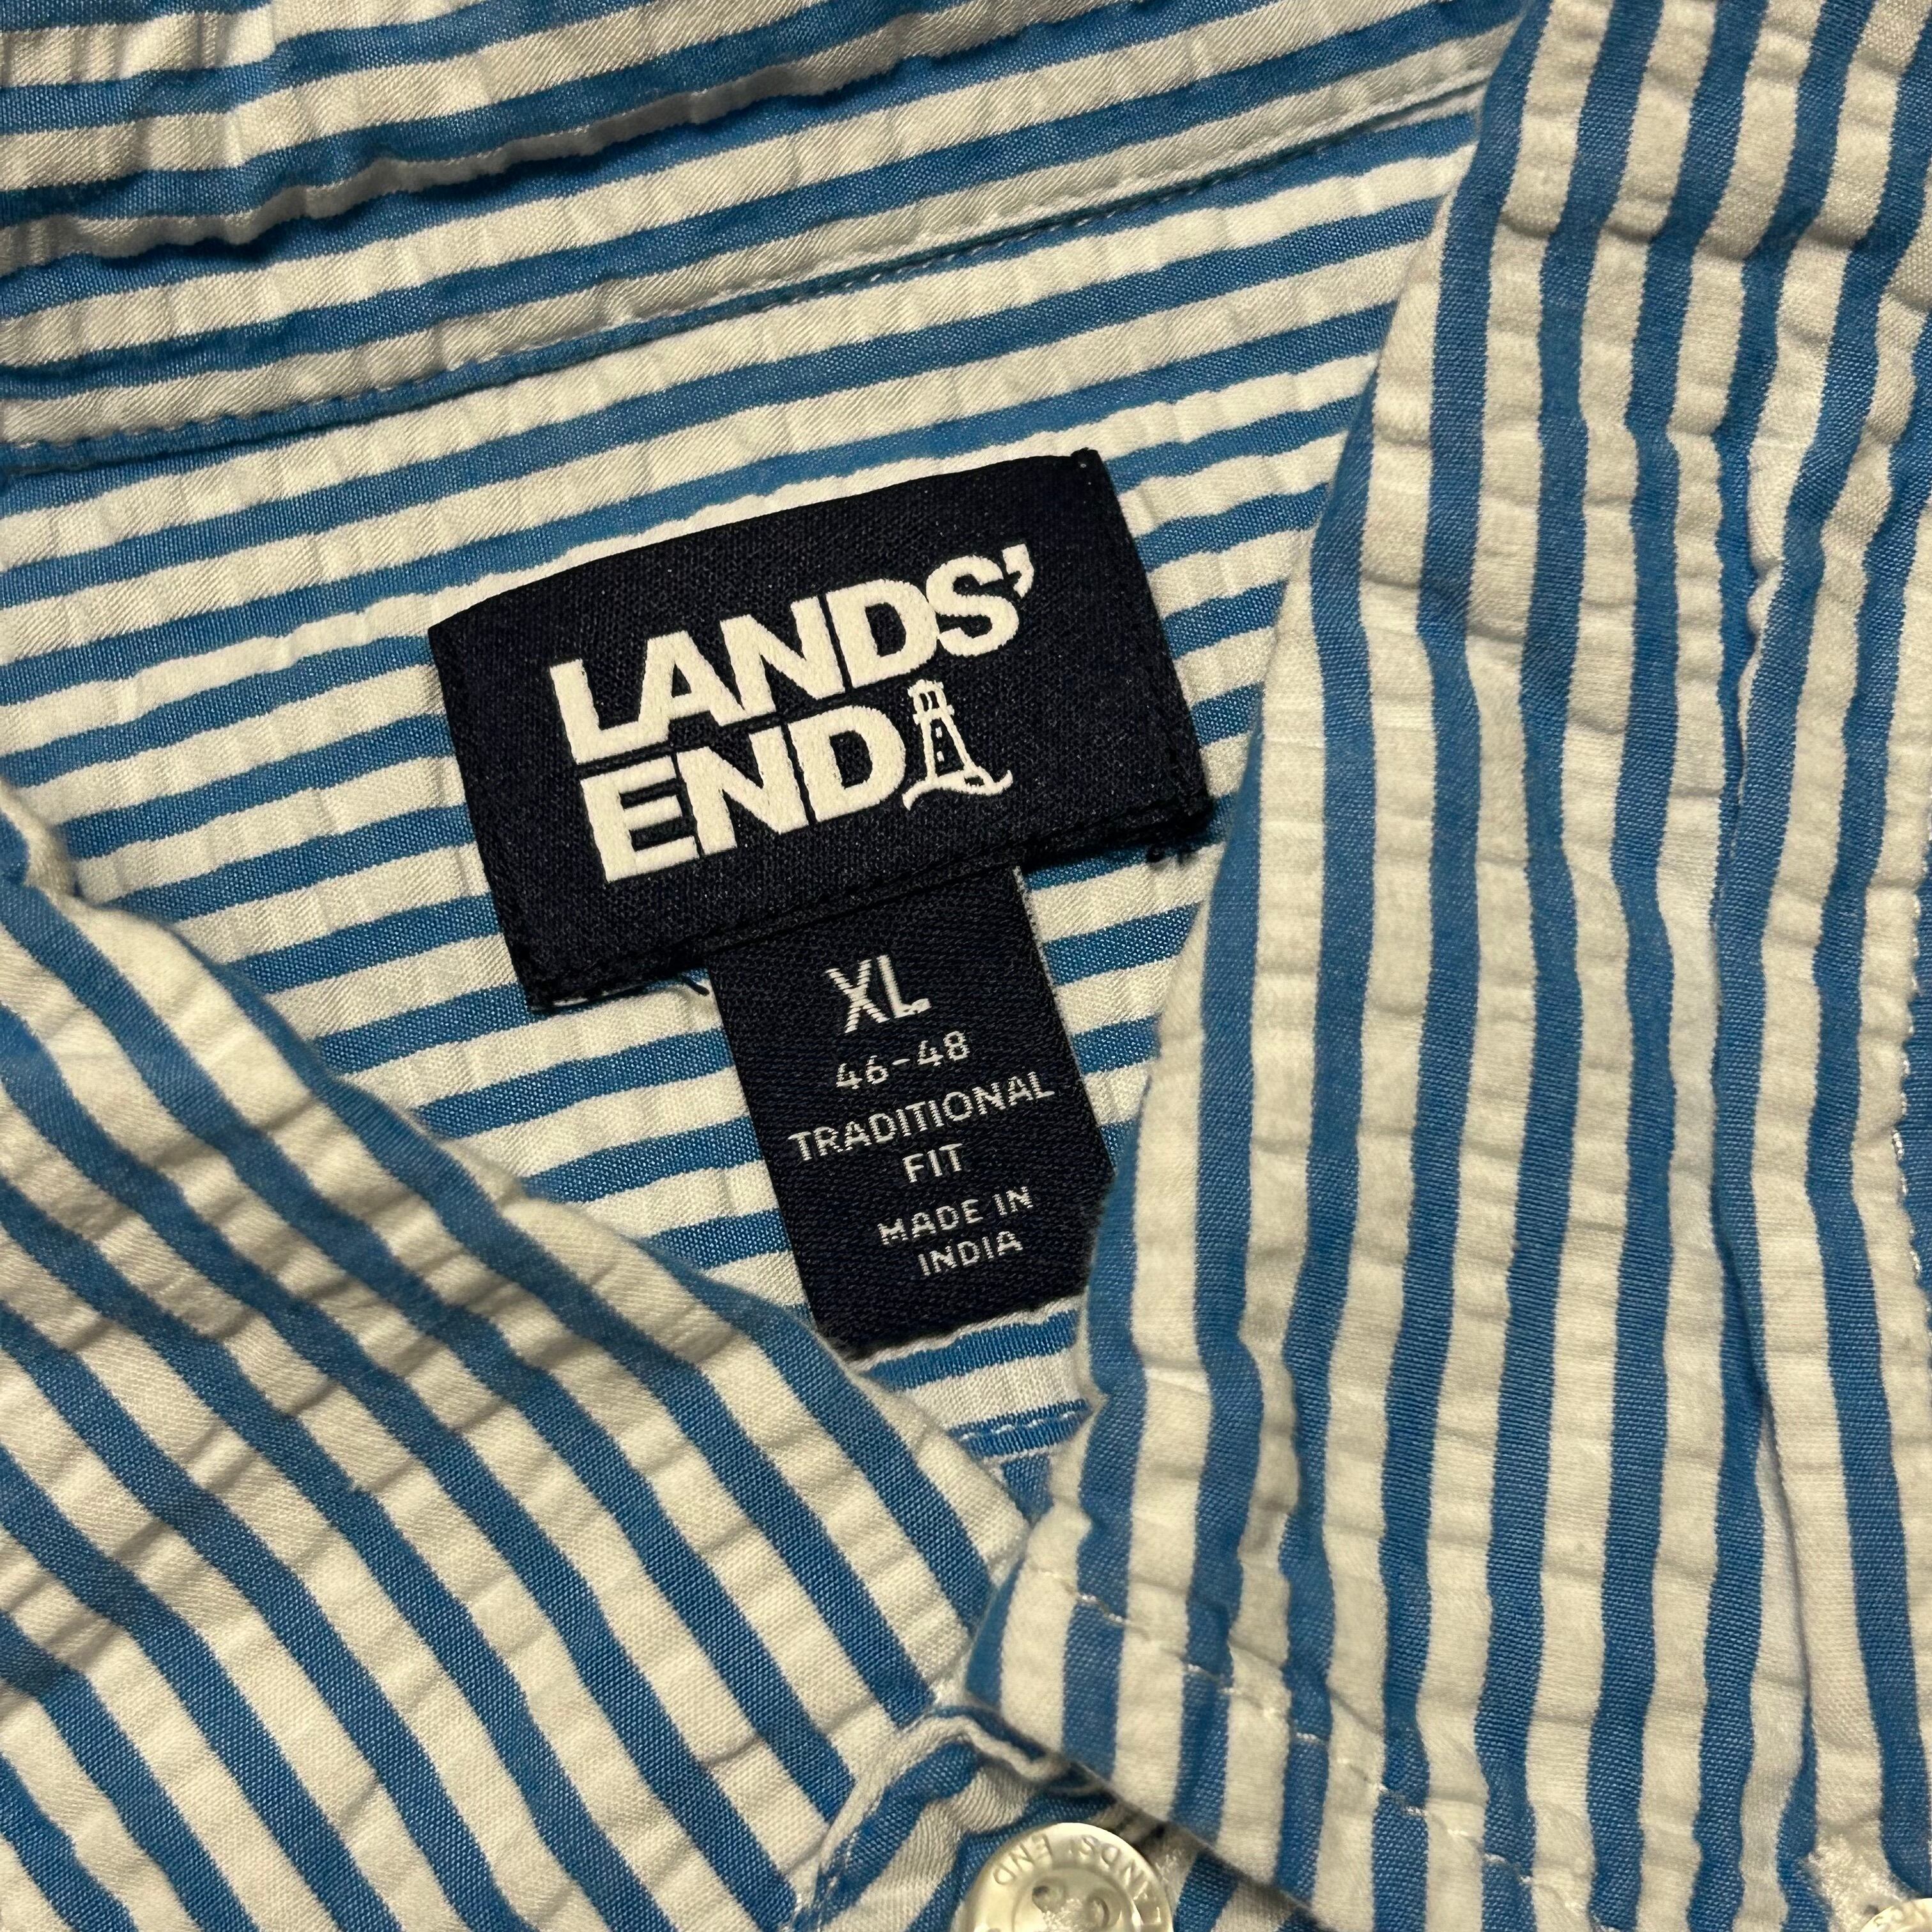 LANDS'
END
XL
46-48
TRADITIONAL
FIT
MADE IN
INDIA
LANDS' END